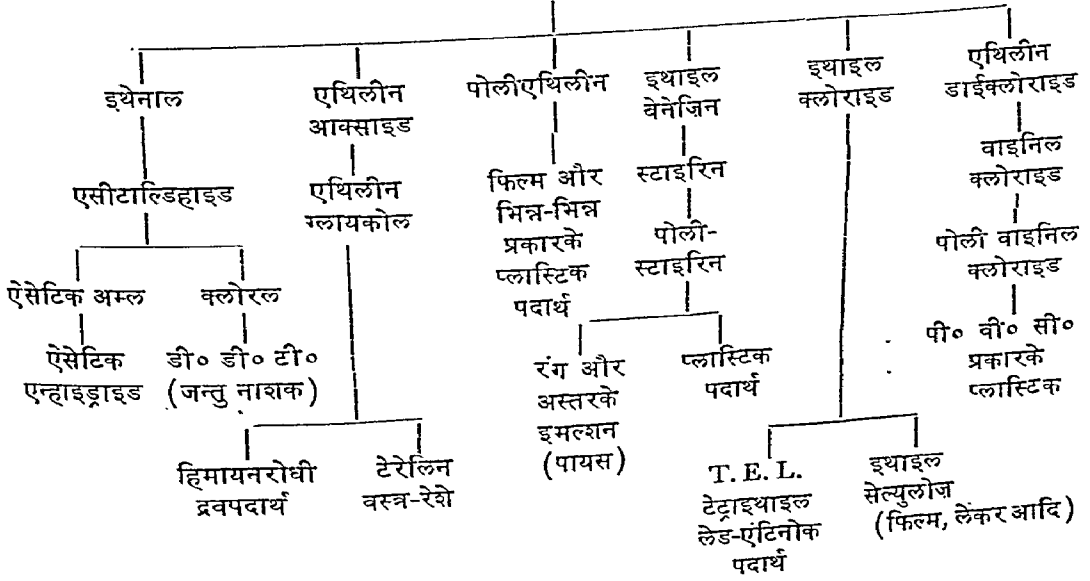 इथेनाल
एसीटाल्डिहाइड
ऐसेटिक अम्ल
ऐसेटिक
एन्हाइड्राइड
क्लोरल
डी० डी० टी०
(जन्तु नाशक)
एथिलीन
आक्साइड
एथिलीन
ग्लायकोल
हिमायनरोधी
द्रवपदार्थ
टेरेलिन
वस्त्र-रेशे
पोलीएथिलीन
फिल्म और
भिन्न-भिन्न
प्रकारके
प्लास्टिक
पदार्थ
इथाइल
वेनेज़िन
स्टाइरिन
पोली-
स्टाइरिन
रंग और
अस्तरके
इमल्शन
(पायस)
प्लास्टिक
पदार्थ
इथाइल
क्लोराइड
T. E. L.
टेट्राइथाइल
लेड-एंटिनोक
पदार्थ
इथाइल
सेल्युलोज़
(फिल्म, लेकर आदि)
एथिलीन
डाईक्लोराइड
वाइनिल
क्लोराइड
पोली वाइनिल
क्लोराइड
पी० वी० सी०
प्रकारके
प्लास्टिक